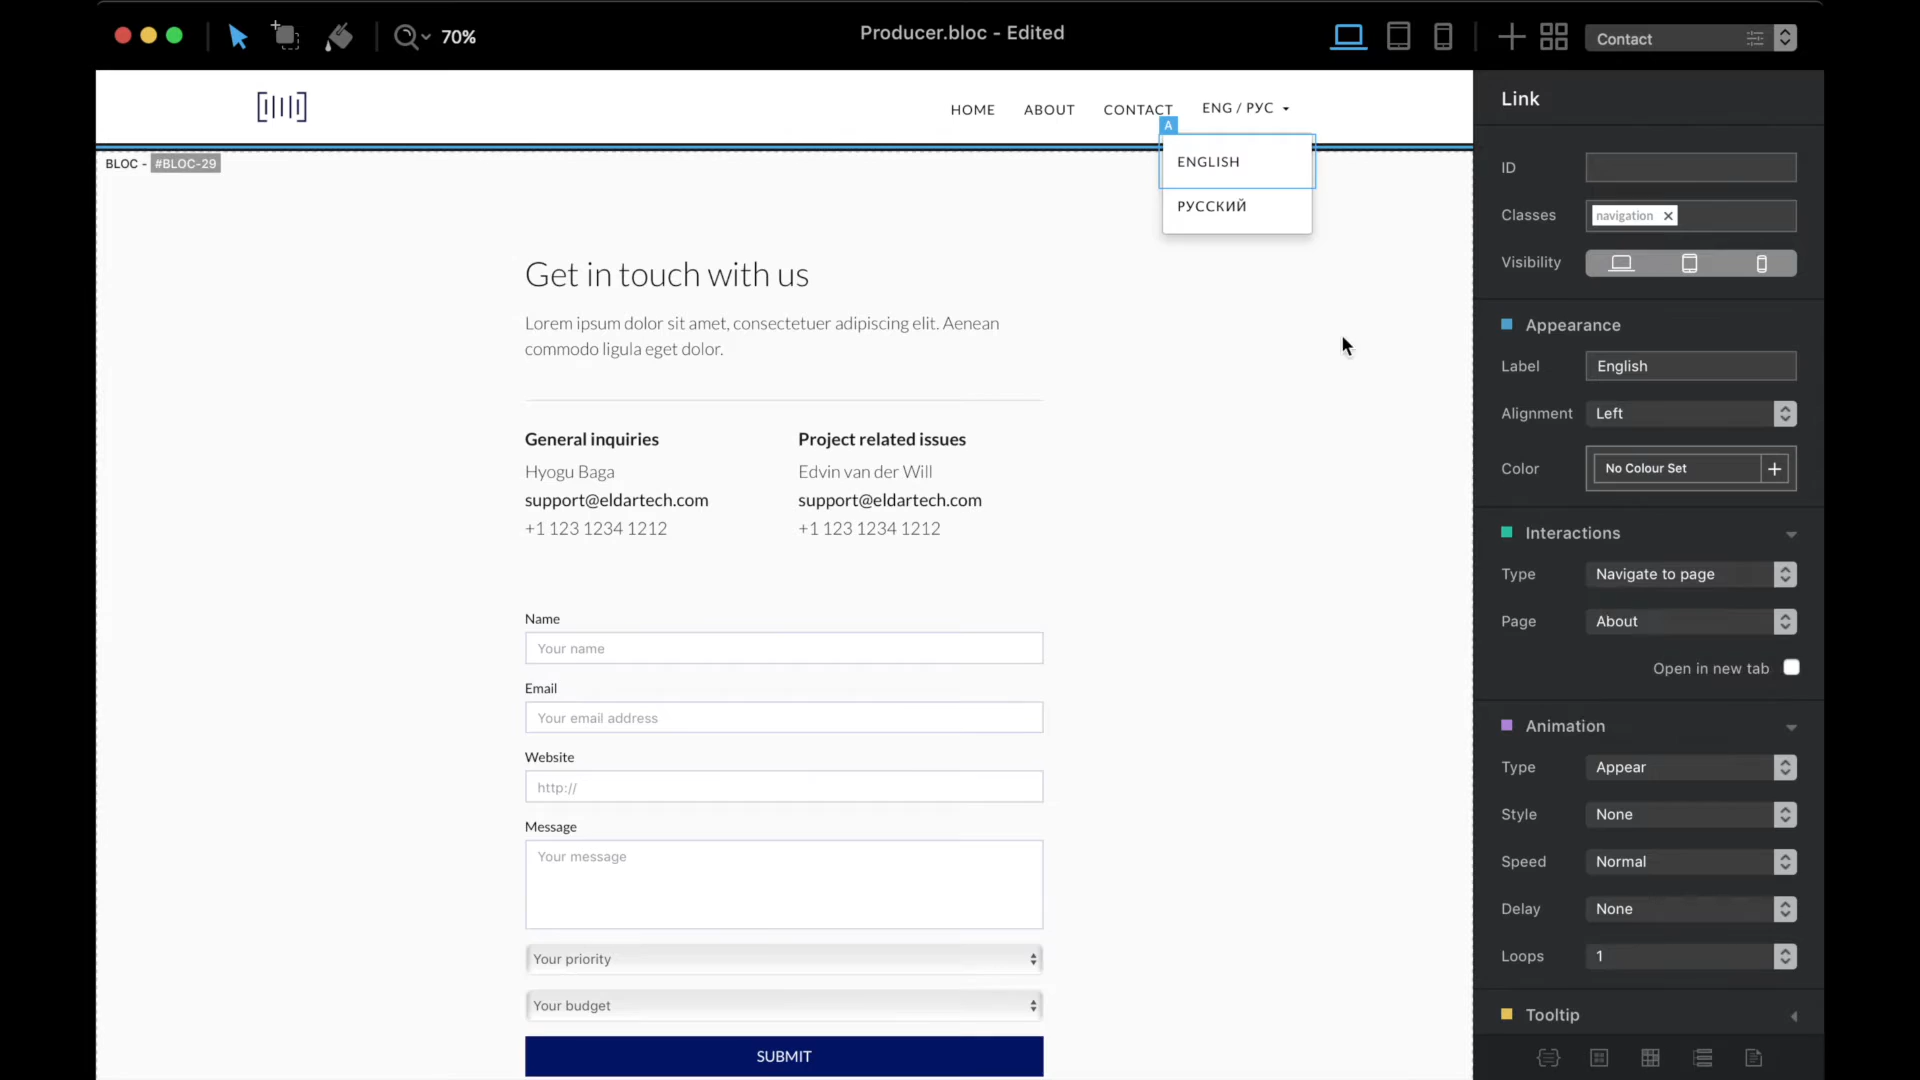 70%
Producer.bloc - Edited
Contact
HOME ABOUT CONTACT ENG / РУС
A
BLOC - #BLOC-29
ENGLISH
РУССКИЙ
Get in touch with us
Lorem ipsum dolor sit amet, consectetuer adipiscing elit. Aenean
commodo ligula eget dolor.
General inquiries
Hyogu Baga
support@eldartech.com
+1 123 1234 1212
Project related issues
Edvin van der Will
support@eldartech.com
+1 123 1234 1212
Name
Your name
Email
Your email address
Website
http://
Message
Your message
Your priority
Your budget
SUBMIT
Link
ID
Classes navigation
Visibility
Appearance
Label English
Alignment Left
Color No Colour Set
Interactions
Type Navigate to page
Page About
Open in new tab
Animation
Type Appear
Style None
Speed Normal
Delay None
Loops 1
Tooltip